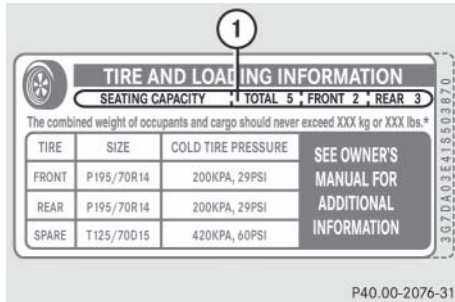 1
TIRE AND LOADING INFORMATION
SEATING CAPACITY TOTAL 5 FRONT 2 REAR 3
The combined weight of occupants and cargo should never exceed XXX kg or XXX lbs.*
TIRE SIZE COLD TIRE PRESSURE
FRONT P195/70R14 200KPA, 29PSI
REAR P195/70R14 200KPA, 29PSI
SPARE T125/70D15 420KPA, 60PSI
SEE OWNER'S
MANUAL FOR
ADDITIONAL
INFORMATION
3G7DA03E41S503870
P40.00-2076-31